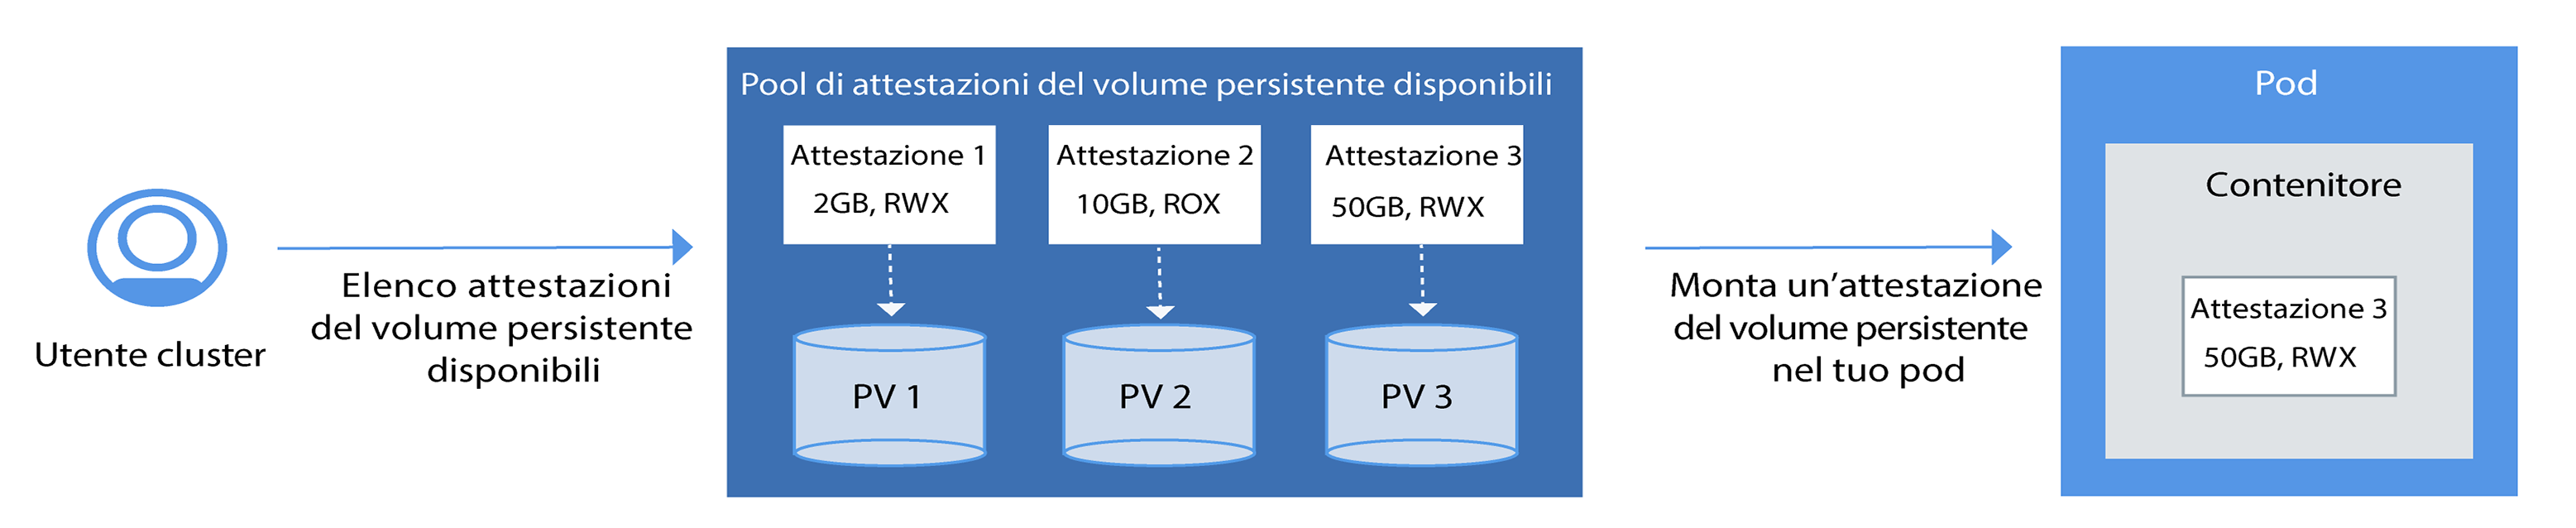 Utente cluster
Elenco attestazioni
del volume persistente
disponibili
Pool di attestazioni del volume persistente disponibili
Attestazione 1
2GB, RWX
Attestazione 2
10GB, ROX
Attestazione 3
50GB, RWX
PV 1
PV 2
PV 3
Monta un'attestazione
del volume persistente
nel tuo pod
Pod
Contenitore
Attestazione 3
50GB, RWX